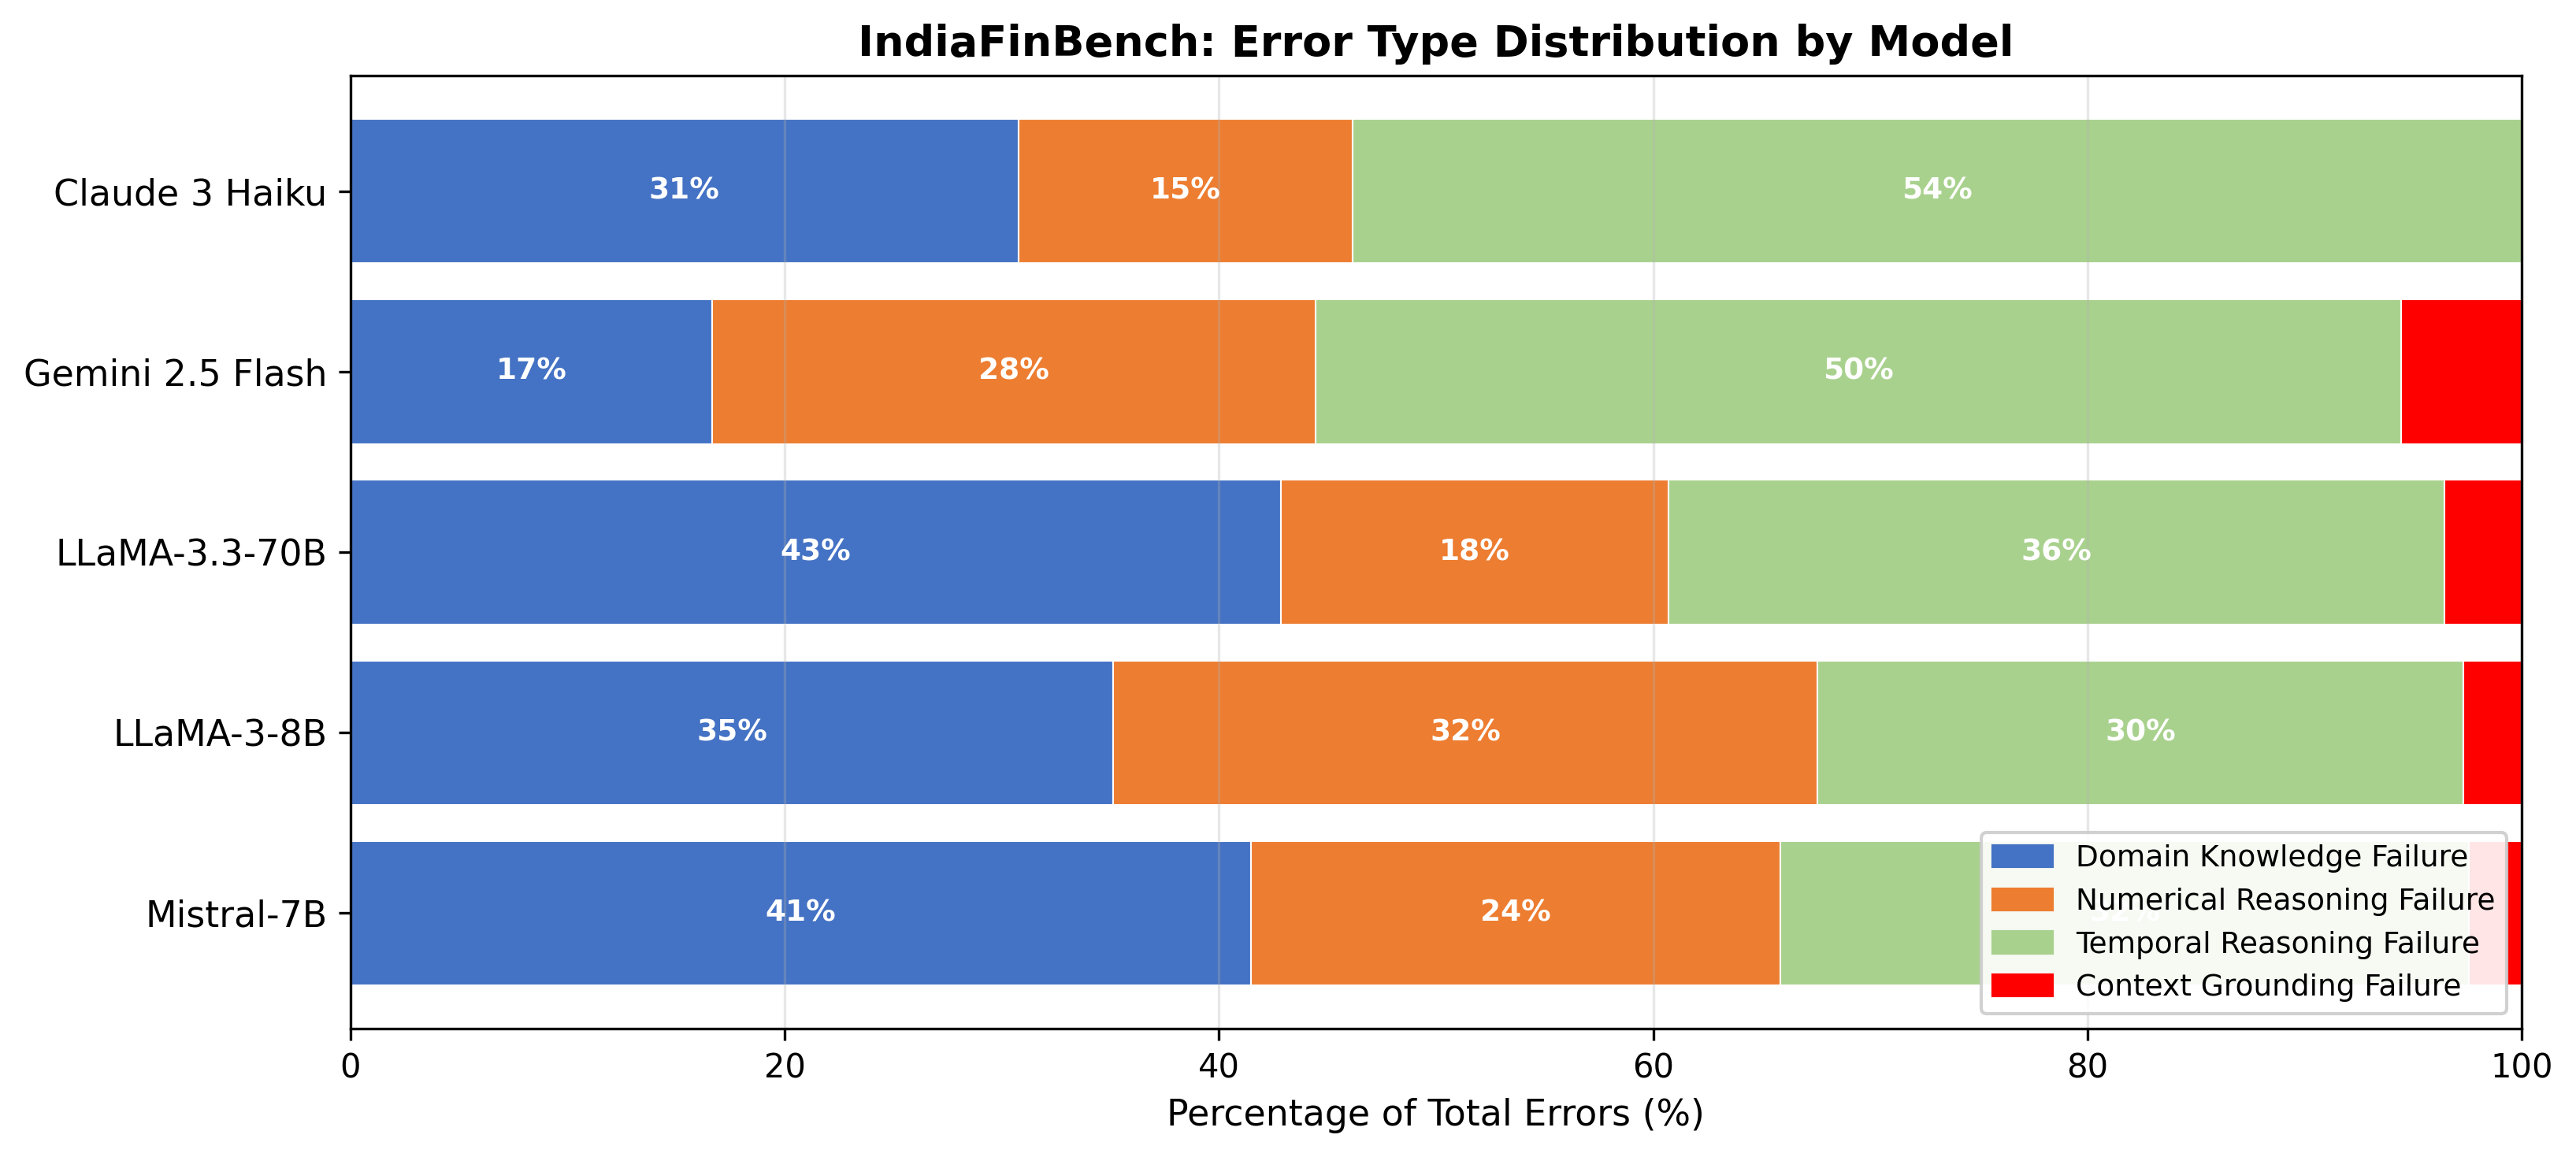 IndiaFinBench: Error Type Distribution by Model
Claude 3 Haiku
31%
15%
54%
Gemini 2.5 Flash
17%
28%
50%
LLaMA-3.3-70B
43%
18%
36%
LLaMA-3-8B
35%
32%
30%
Mistral-7B
41%
24%
32%
Domain Knowledge Failure
Numerical Reasoning Failure
Temporal Reasoning Failure
Context Grounding Failure
0
20
40
60
80
100
Percentage of Total Errors (%)